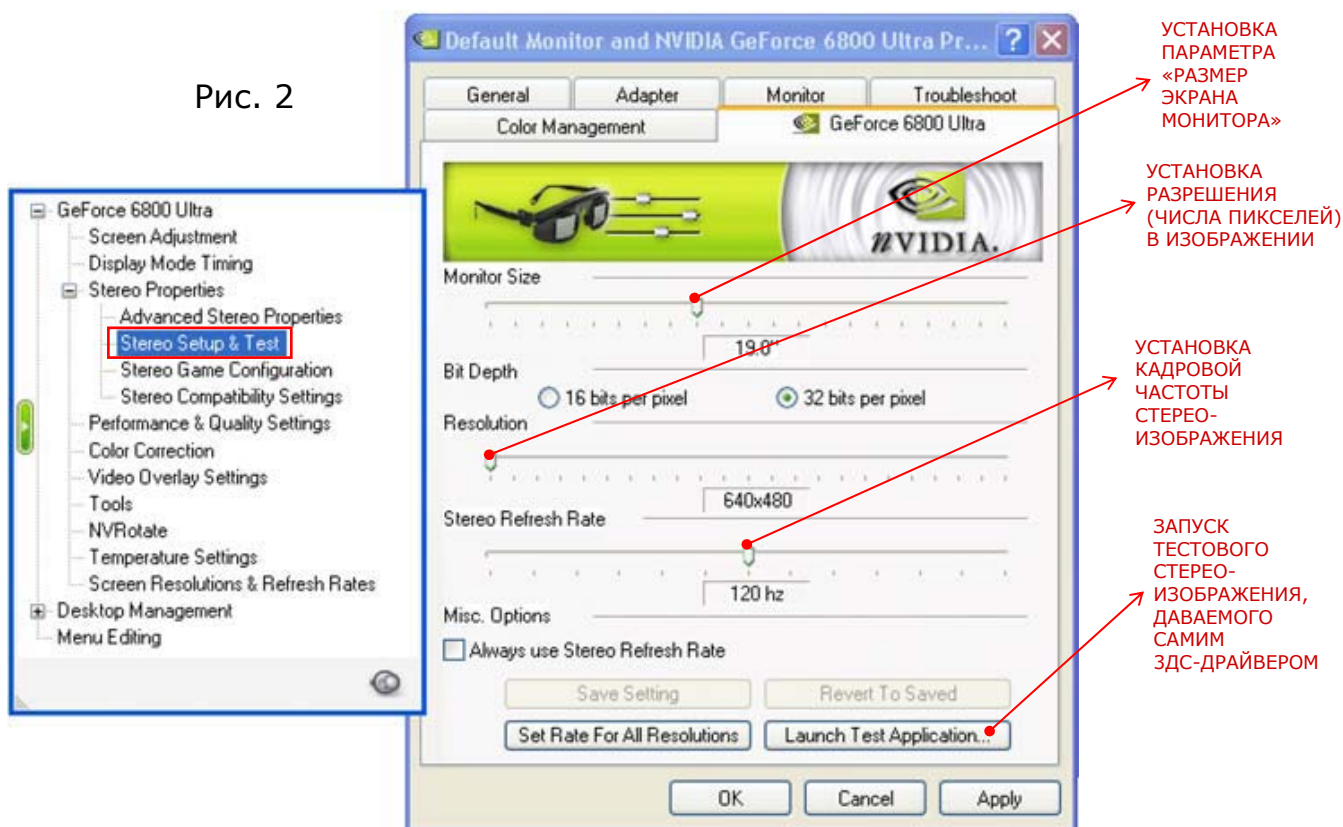 Рис. 2
GeForce 6800 Ultra
Screen Adjustment
Display Mode Timing
Stereo Properties
Advanced Stereo Properties
Stereo Setup & Test
Stereo Game Configuration
Stereo Compatibility Settings
Performance & Quality Settings
Color Correction
Video Overlay Settings
Tools
NVRotate
Temperature Settings
Screen Resolutions & Refresh Rates
Desktop Management
Menu Editing
Default Monitor and NVIDIA GeForce 6800 Ultra Pr...
General Adapter Monitor Troubleshoot
Color Management GeForce 6800 Ultra
nVIDIA.
Monitor Size
19.0"
Bit Depth
16 bits per pixel 32 bits per pixel
Resolution
640x480
Stereo Refresh Rate
120 hz
Misc. Options
Always use Stereo Refresh Rate
Save Setting Revert To Saved
Set Rate For All Resolutions Launch Test Application...
OK Cancel Apply
УСТАНОВКА
ПАРАМЕТРА
«РАЗМЕР
ЭКРАНА
МОНИТОРА»
УСТАНОВКА
РАЗРЕШЕНИЯ
(ЧИСЛА ПИКСЕЛЕЙ)
В ИЗОБРАЖЕНИИ
УСТАНОВКА
КАДРОВОЙ
ЧАСТОТЫ
СТЕРЕО-
ИЗОБРАЖЕНИЯ
ЗАПУСК
ТЕСТОВОГО
СТЕРЕО-
ИЗОБРАЖЕНИЯ,
ДАВАЕМОГО
САМИМ
3ДС-ДРАЙВЕРОМ